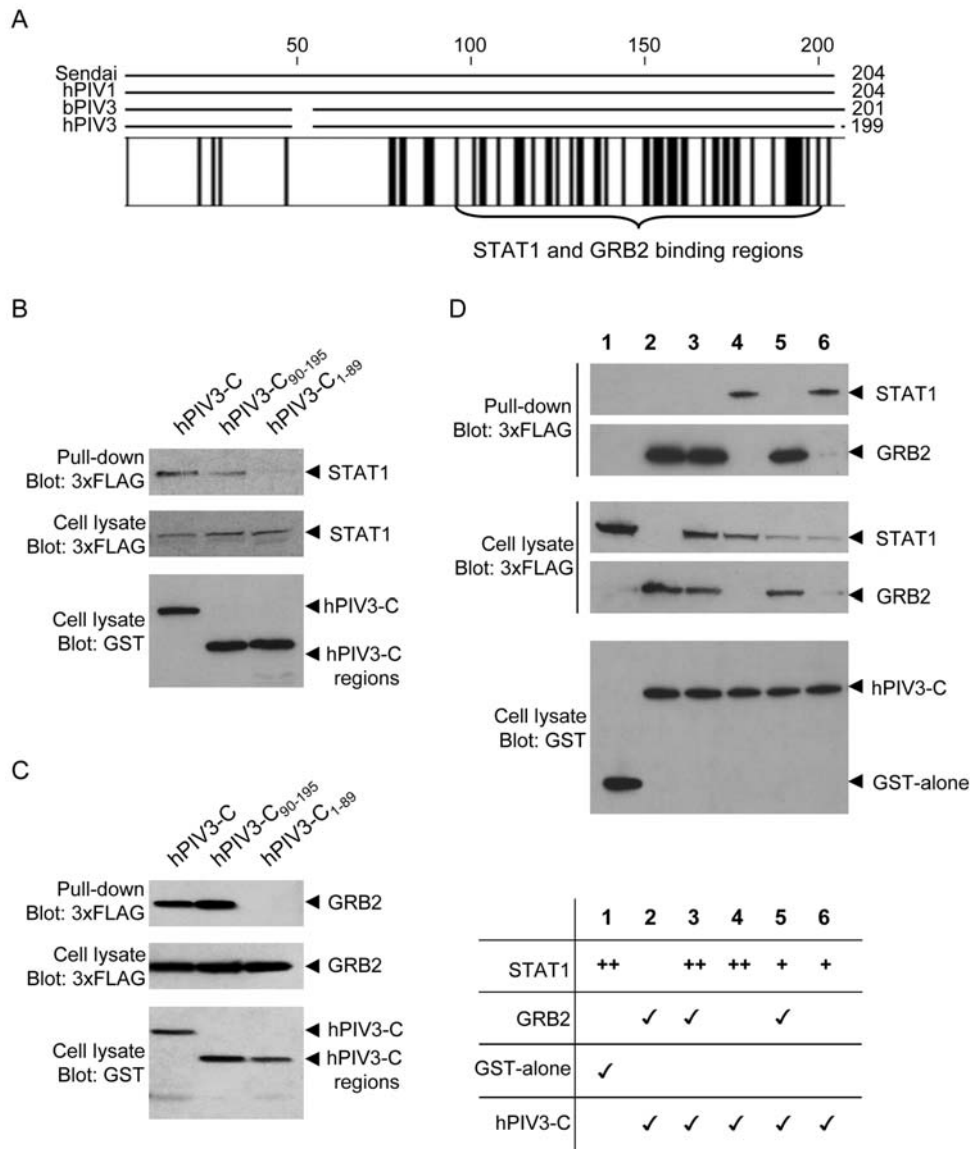 A
50 100 150 200
Sendai 204
hPIV1 204
bPIV3 201
hPIV3 199
STAT1 and GRB2 binding regions
B
hPIV3-C hPIV3-C90-195 hPIV3-C1-89
Pull-down
Blot: 3xFLAG
STAT1
Cell lysate
Blot: 3xFLAG
STAT1
Cell lysate
Blot: GST
hPIV3-C
hPIV3-C
regions
C
hPIV3-C hPIV3-C90-195 hPIV3-C1-89
Pull-down
Blot: 3xFLAG
GRB2
Cell lysate
Blot: 3xFLAG
GRB2
Cell lysate
Blot: GST
hPIV3-C
hPIV3-C
regions
D
1 2 3 4 5 6
Pull-down
Blot: 3xFLAG
STAT1
GRB2
Cell lysate
Blot: 3xFLAG
STAT1
GRB2
Cell lysate
Blot: GST
hPIV3-C
GST-alone
1 2 3 4 5 6
STAT1 ++ ++ ++ + +
GRB2 ✓ ✓ ✓
GST-alone ✓
hPIV3-C ✓ ✓ ✓ ✓ ✓